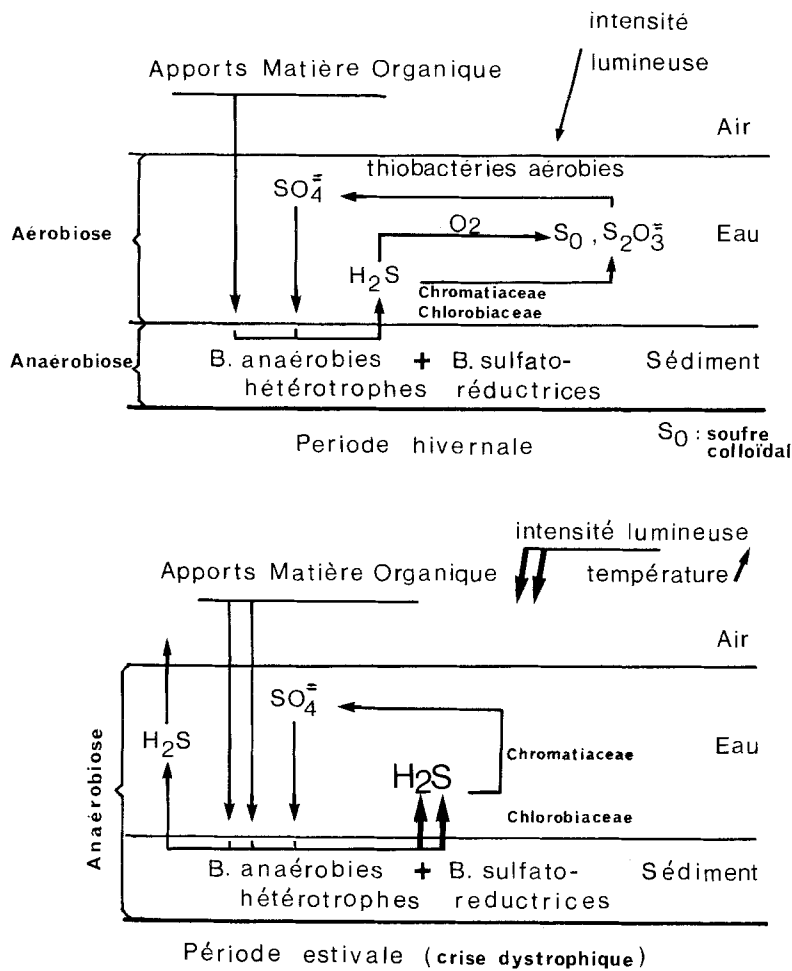 intensité
lumineuse
Apports Matière Organique
Air
thiobactéries aérobies
SO₄⁼
Aérobiose
O2
S₀ , S₂O₃⁼
Eau
H₂S
Chromatiaceae
Chlorobiaceae
Anaérobiose
B. anaérobies + B. sulfato-
Sédiment
hétérotrophes réductrices
Periode hivernale
S₀ : soufre
colloïdal
intensité lumineuse
Apports Matière Organique
température
Air
SO₄⁼
Anaérobiose
H₂S
Chromatiaceae
Eau
H₂S
Chlorobiaceae
B. anaérobies + B. sulfato-
Sédiment
hétérotrophes reductrices
Période estivale (crise dystrophique)